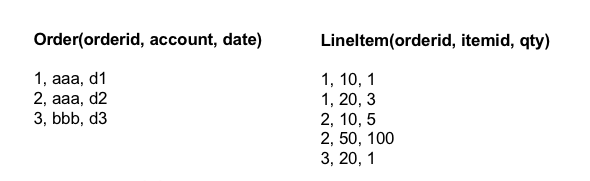 Order(orderid, account, date)
1, aaa, d1
2, aaa, d2
3, bbb, d3
LineItem(orderid, itemid, qty)
1, 10, 1
1, 20, 3
2, 10, 5
2, 50, 100
3, 20, 1